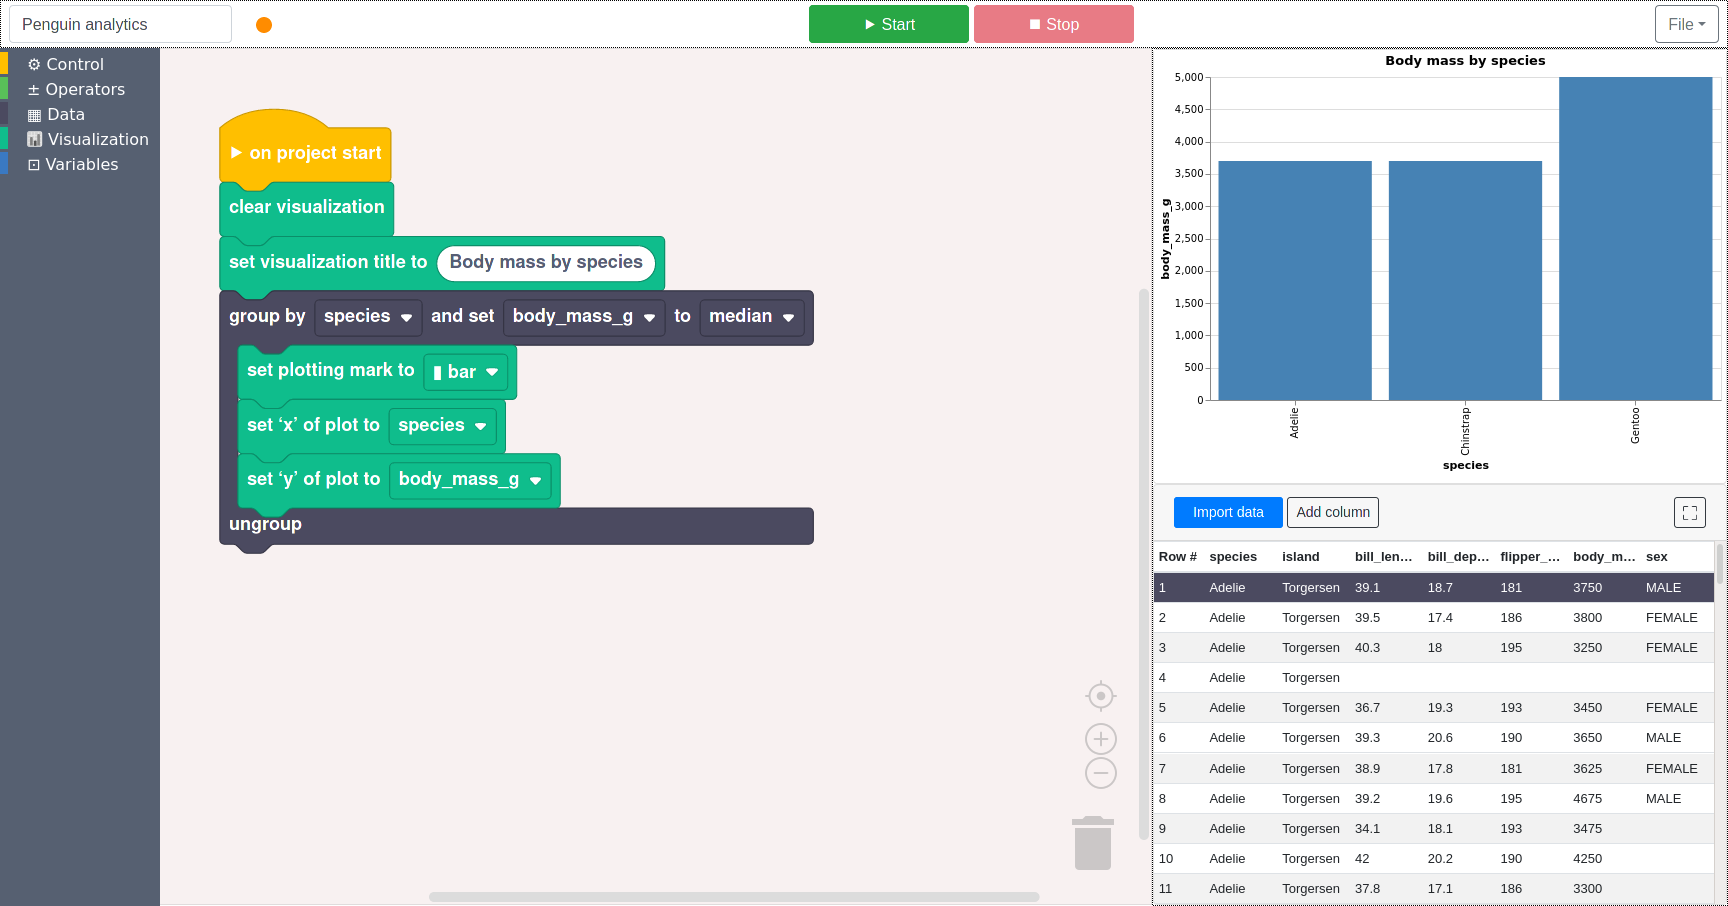 Penguin analytics
Start
Stop
File
Control
Operators
Data
Visualization
Variables
on project start
clear visualization
set visualization title to Body mass by species
group by species and set body_mass_g to median
set plotting mark to bar
set ‘x’ of plot to species
set ‘y’ of plot to body_mass_g
ungroup
Body mass by species
5,000
4,500
4,000
3,500
3,000
2,500
2,000
1,500
1,000
500
0
body_mass_g
Adelie
Chinstrap
Gentoo
species
Import data
Add column
Row # species island bill_len... bill_dep... flipper_... body_m... sex
1 Adelie Torgersen 39.1 18.7 181 3750 MALE
2 Adelie Torgersen 39.5 17.4 186 3800 FEMALE
3 Adelie Torgersen 40.3 18 195 3250 FEMALE
4 Adelie Torgersen
5 Adelie Torgersen 36.7 19.3 193 3450 FEMALE
6 Adelie Torgersen 39.3 20.6 190 3650 MALE
7 Adelie Torgersen 38.9 17.8 181 3625 FEMALE
8 Adelie Torgersen 39.2 19.6 195 4675 MALE
9 Adelie Torgersen 34.1 18.1 193 3475
10 Adelie Torgersen 42 20.2 190 4250
11 Adelie Torgersen 37.8 17.1 186 3300